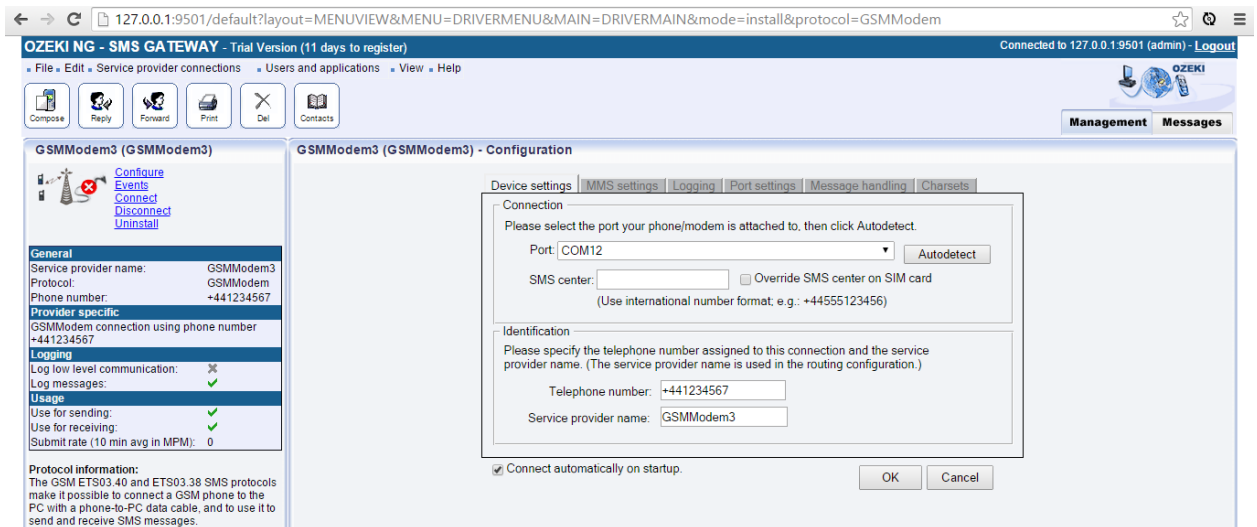 127.0.0.1:9501/default?layout=MENUVIEW&MENU=DRIVERMENU&MAIN=DRIVERMAIN&mode=install&protocol=GSMModem
OZEKI NG - SMS GATEWAY - Trial Version (11 days to register)
Connected to 127.0.0.1:9501 (admin) - Logout
File Edit Service provider connections Users and applications View Help
OZEKI
Compose Reply Forward Print Del Contacts
Management Messages
GSMModem3 (GSMModem3)
Configure
Events
Connect
Disconnect
Uninstall
General
Service provider name: GSMModem3
Protocol: GSMModem
Phone number: +441234567
Provider specific
GSMModem connection using phone number
+441234567
Logging
Log low level communication:
Log messages:
Usage
Use for sending:
Use for receiving:
Submit rate (10 min avg in MPM): 0
Protocol information:
The GSM ETS03.40 and ETS03.38 SMS protocols
make it possible to connect a GSM phone to the
PC with a phone-to-PC data cable, and to use it to
send and receive SMS messages.
GSMModem3 (GSMModem3) - Configuration
Device settings MMS settings Logging Port settings Message handling Charsets
Connection
Please select the port your phone/modem is attached to, then click Autodetect.
Port: COM12 Autodetect
SMS center: Override SMS center on SIM card
(Use international number format; e.g.: +44555123456)
Identification
Please specify the telephone number assigned to this connection and the service
provider name. (The service provider name is used in the routing configuration.)
Telephone number: +441234567
Service provider name: GSMModem3
Connect automatically on startup.
OK Cancel